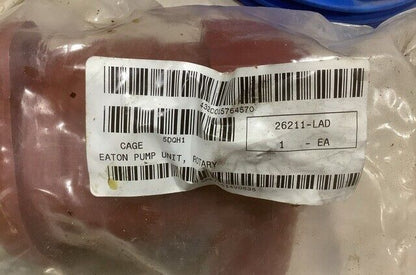 4320015764570
26211-LAD
1 - EA
CAGE 5DQH1
EATON PUMP UNIT, ROTARY